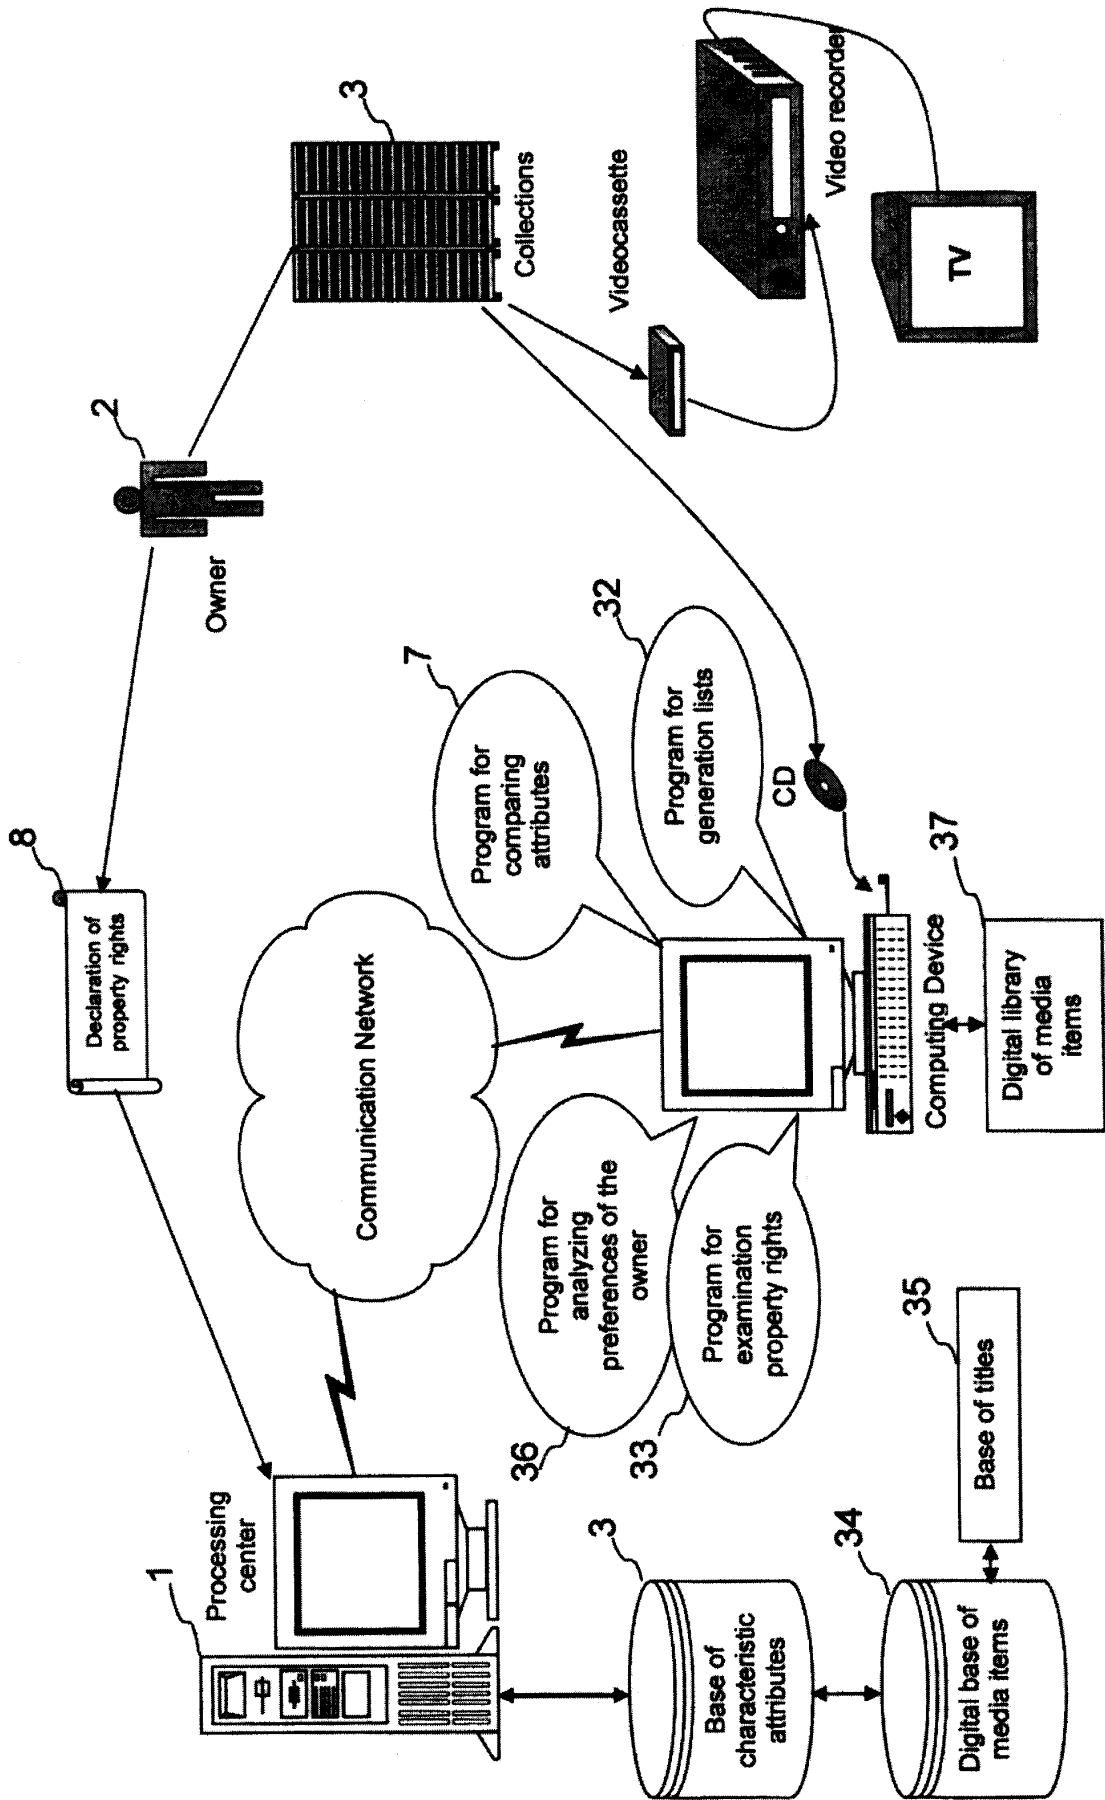 1
Processing
center
8
Declaration of
property rights
2
Owner
3
Collections
Videocassette
Video recorder
TV
Communication Network
7
Program for
comparing
attributes
32
Program for
generation lists
36
Program for
analyzing
preferences of the
owner
33
Program for
examination
property rights
CD
Computing Device
37
Digital library
of media
items
3
Base of
characteristic
attributes
34
Digital base of
media items
35
Base of titles